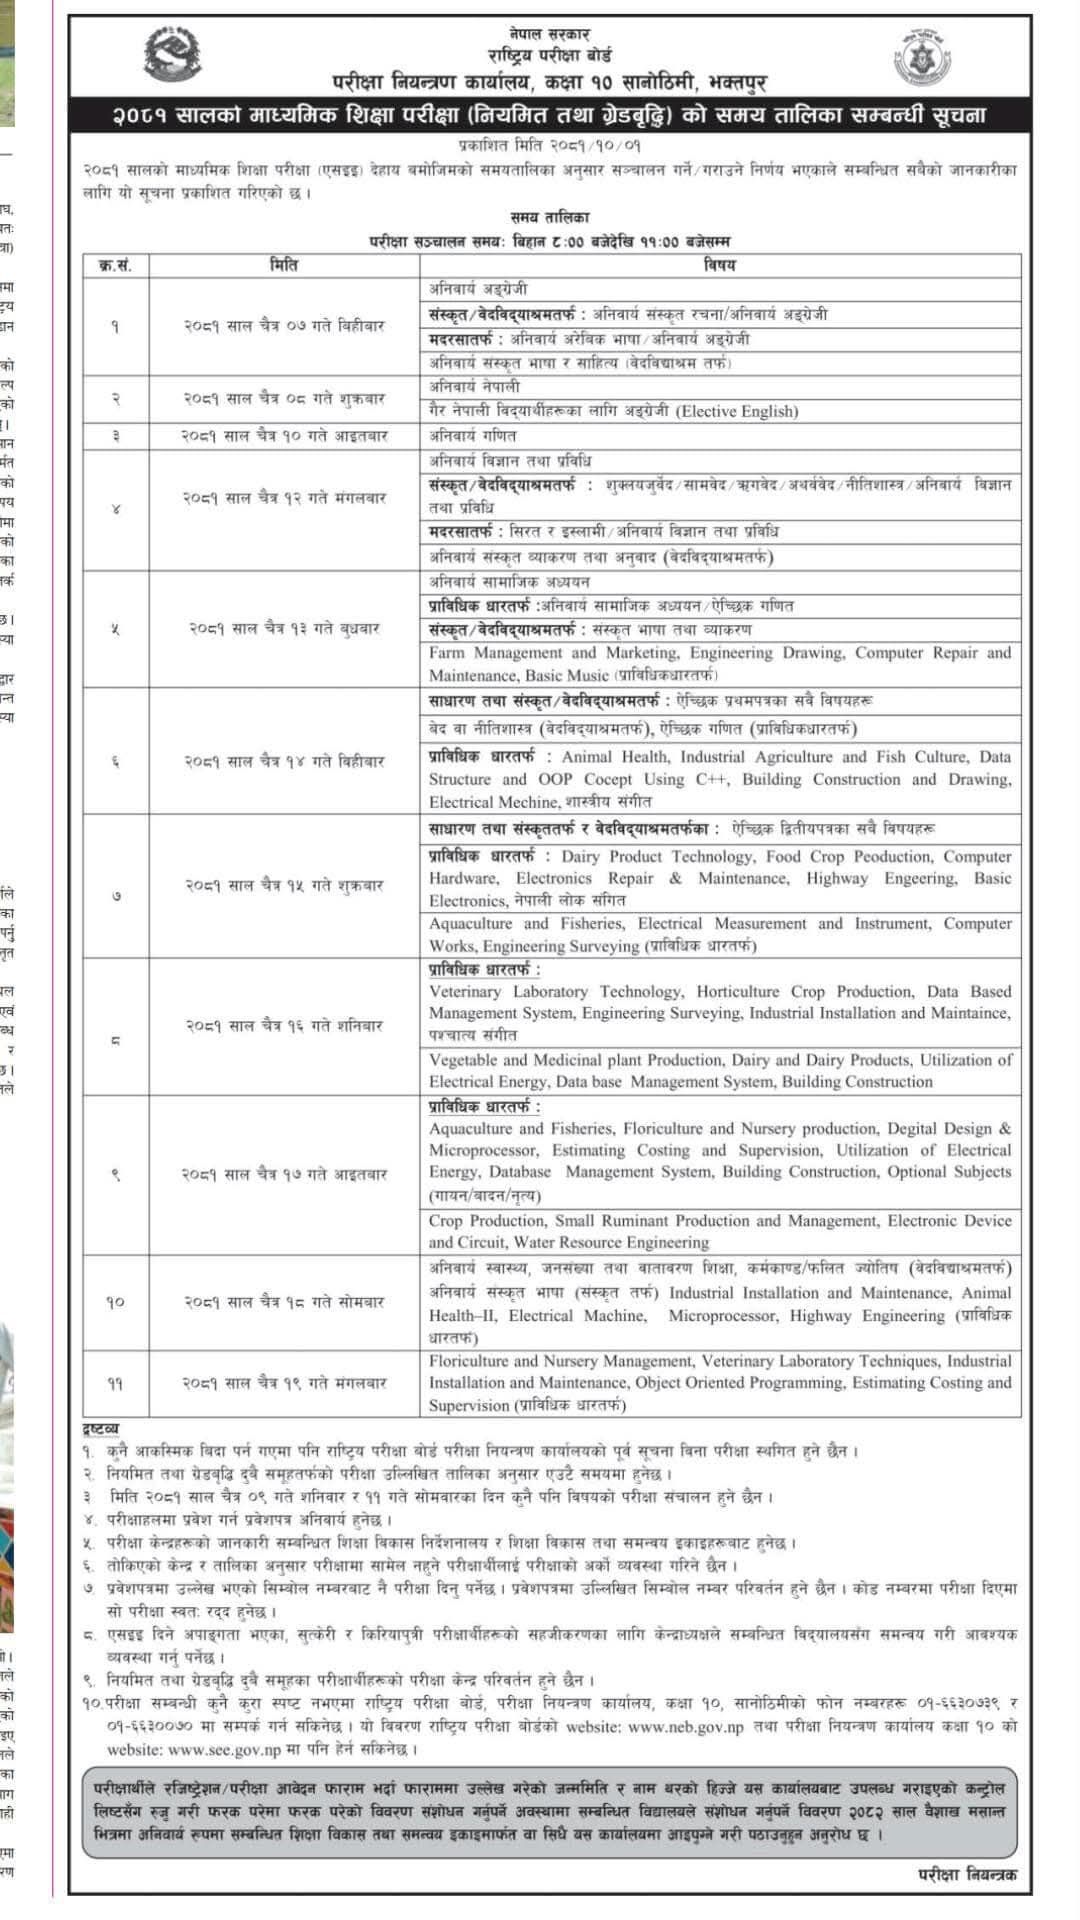 नेपाल सरकार
राष्ट्रिय परीक्षा बोर्ड
परीक्षा नियन्त्रण कार्यालय, कक्षा १० सानोठिमी, भक्तपुर
२०८१ सालको माध्यमिक शिक्षा परीक्षा (नियमित तथा ग्रेडबृद्धि) को समय तालिका सम्बन्धी सूचना
प्रकाशित मिति २०८१/१०/०१
२०८१ सालको माध्यमिक शिक्षा परीक्षा (एसइइ) देहाय बमोजिमको समयतालिका अनुसार सञ्चालन गर्ने/गराउने निर्णय भएकाले सम्बन्धित सबैको जानकारीका
लागि यो सूचना प्रकाशित गरिएको छ ।
समय तालिका
परीक्षा सञ्चालन समयः बिहान ८:०० बजेदेखि ११:०० बजेसम्म
क्र.सं. मिति विषय
१ २०८१ साल चैत्र ०७ गते बिहीबार
अनिवार्य अङ्ग्रेजी
संस्कृत/वेदविद्याश्रमतर्फ : अनिवार्य संस्कृत रचना/अनिवार्य अङ्ग्रेजी
मदरसातर्फ : अनिवार्य अरेबिक भाषा/अनिवार्य अङ्ग्रेजी
अनिवार्य संस्कृत भाषा र साहित्य (वेदविद्याश्रम तर्फ)
२ २०८१ साल चैत्र ०८ गते शुक्रबार
अनिवार्य नेपाली
गैर नेपाली विद्यार्थीहरूका लागि अङ्ग्रेजी (Elective English)
३ २०८१ साल चैत्र १० गते आइतबार अनिवार्य गणित
४ २०८१ साल चैत्र १२ गते मंगलबार
अनिवार्य विज्ञान तथा प्रविधि
संस्कृत/वेदविद्याश्रमतर्फ : शुक्लयजुर्वेद/सामवेद/ऋगवेद/अथर्ववेद/नीतिशास्त्र/अनिवार्य विज्ञान
तथा प्रविधि
मदरसातर्फ : सिरत र इस्लामी/अनिवार्य विज्ञान तथा प्रविधि
अनिवार्य संस्कृत व्याकरण तथा अनुवाद (वेदविद्याश्रमतर्फ)
५ २०८१ साल चैत्र १३ गते बुधबार
अनिवार्य सामाजिक अध्ययन
प्राविधिक धारतर्फ :अनिवार्य सामाजिक अध्ययन/ऐच्छिक गणित
संस्कृत/वेदविद्याश्रमतर्फ : संस्कृत भाषा तथा व्याकरण
Farm Management and Marketing, Engineering Drawing, Computer Repair and
Maintenance, Basic Music (प्राविधिकधारतर्फ)
६ २०८१ साल चैत्र १४ गते बिहीबार
साधारण तथा संस्कृत/वेदविद्याश्रमतर्फ : ऐच्छिक प्रथमपत्रका सवै विषयहरू
बेद वा नीतिशास्त्र (वेदविद्याश्रमतर्फ), ऐच्छिक गणित (प्राविधिकधारतर्फ)
प्राविधिक धारतर्फ : Animal Health, Industrial Agriculture and Fish Culture, Data
Structure and OOP Cocept Using C++, Building Construction and Drawing,
Electrical Mechine, शास्त्रीय संगीत
७ २०८१ साल चैत्र १५ गते शुक्रबार
साधारण तथा संस्कृततर्फ र वेदविद्याश्रमतर्फका : ऐच्छिक द्वितीयपत्रका सवै विषयहरू
प्राविधिक धारतर्फ : Dairy Product Technology, Food Crop Peoduction, Computer
Hardware, Electronics Repair & Maintenance, Highway Engeering, Basic
Electronics, नेपाली लोक संगित
Aquaculture and Fisheries, Electrical Measurement and Instrument, Computer
Works, Engineering Surveying (प्राविधिक धारतर्फ)
८ २०८१ साल चैत्र १६ गते शनिबार
प्राविधिक धारतर्फ :
Veterinary Laboratory Technology, Horticulture Crop Production, Data Based
Management System, Engineering Surveying, Industrial Installation and Maintaince,
पश्चात्य संगीत
Vegetable and Medicinal plant Production, Dairy and Dairy Products, Utilization of
Electrical Energy, Data base Management System, Building Construction
९ २०८१ साल चैत्र १७ गते आइतबार
प्राविधिक धारतर्फ :
Aquaculture and Fisheries, Floriculture and Nursery production, Degital Design &
Microprocessor, Estimating Costing and Supervision, Utilization of Electrical
Energy, Database Management System, Building Construction, Optional Subjects
(गायन/बादन/नृत्य)
Crop Production, Small Ruminant Production and Management, Electronic Device
and Circuit, Water Resource Engineering
१० २०८१ साल चैत्र १८ गते सोमबार
अनिवार्य स्वास्थ्य, जनसंख्या तथा वातावरण शिक्षा, कर्मकाण्ड/फलित ज्योतिष (वेदविद्याश्रमतर्फ)
अनिवार्य संस्कृत भाषा (संस्कृत तर्फ) Industrial Installation and Maintenance, Animal
Health-II, Electrical Machine, Microprocessor, Highway Engineering (प्राविधिक
धारतर्फ)
११ २०८१ साल चैत्र १९ गते मंगलबार
Floriculture and Nursery Management, Veterinary Laboratory Techniques, Industrial
Installation and Maintenance, Object Oriented Programming, Estimating Costing and
Supervision (प्राविधिक धारतर्फ)
द्रष्टव्य
१. कुनै आकस्मिक बिदा पर्न गएमा पनि राष्ट्रिय परीक्षा बोर्ड परीक्षा नियन्त्रण कार्यालयको पूर्व सूचना बिना परीक्षा स्थगित हुने छैन ।
२. नियमित तथा ग्रेडबृद्धि दुबै समूहतर्फको परीक्षा उल्लिखित तालिका अनुसार एउटै समयमा हुनेछ ।
३ मिति २०८१ साल चैत्र ०९ गते शनिवार र ११ गते सोमवारका दिन कुनै पनि विषयको परीक्षा संचालन हुने छैन ।
४. परीक्षाहलमा प्रवेश गर्न प्रवेशपत्र अनिवार्य हुनेछ ।
५. परीक्षा केन्द्रहरूको जानकारी सम्बन्धित शिक्षा विकास निर्देशनालय र शिक्षा विकास तथा समन्वय इकाइहरूबाट हुनेछ ।
६. तोकिएको केन्द्र र तालिका अनुसार परीक्षामा सामेल नहुने परीक्षार्थीलाई परीक्षाको अर्को व्यवस्था गरिने छैन ।
७. प्रवेशपत्रमा उल्लेख भएको सिम्बोल नम्बरबाट नै परीक्षा दिनु पर्नेछ । प्रवेशपत्रमा उल्लिखित सिम्बोल नम्बर परिवर्तन हुने छैन । कोड नम्बरमा परीक्षा दिएमा
सो परीक्षा स्वतः रद्द हुनेछ ।
८. एसइइ दिने अपाङ्गता भएका, सुत्केरी र किरियापुत्री परीक्षार्थीहरूको सहजीकरणका लागि केन्द्राध्यक्षले सम्बन्धित विद्यालयसँग समन्वय गरी आवश्यक
व्यवस्था गर्नु पर्नेछ ।
९. नियमित तथा ग्रेडबृद्धि दुबै समूहका परीक्षार्थीहरूको परीक्षा केन्द्र परिवर्तन हुने छैन ।
१०.परीक्षा सम्बन्धी कुनै कुरा स्पष्ट नभएमा राष्ट्रिय परीक्षा बोर्ड, परीक्षा नियन्त्रण कार्यालय, कक्षा १०, सानोठिमीको फोन नम्बरहरू ०१-६६३०७३९ र
०१-६६३००७० मा सम्पर्क गर्न सकिनेछ । यो बिबरण राष्ट्रिय परीक्षा बोर्डको website: www.neb.gov.np तथा परीक्षा नियन्त्रण कार्यालय कक्षा १० को
website: www.see.gov.np मा पनि हेर्न सकिनेछ ।
परीक्षार्थीले रजिष्ट्रेशन/परीक्षा आवेदन फाराम भर्दा फाराममा उल्लेख गरेको जन्ममिति र नाम थरको हिज्जे यस कार्यालयबाट उपलब्ध गराइएको कन्ट्रोल
लिष्टसँग रुजु गरी फरक परेमा फरक परेको विवरण संशोधन गर्नुपर्ने अवस्थामा सम्बन्धित विद्यालयले संशोधन गर्नुपर्ने विवरण २०८२ साल वैशाख मसान्त
भित्रमा अनिवार्य रूपमा सम्बन्धित शिक्षा विकास तथा समन्वय इकाइमार्फत वा सिधै यस कार्यालयमा आइपुग्ने गरी पठाउनुहुन अनुरोध छ ।
परीक्षा नियन्त्रक